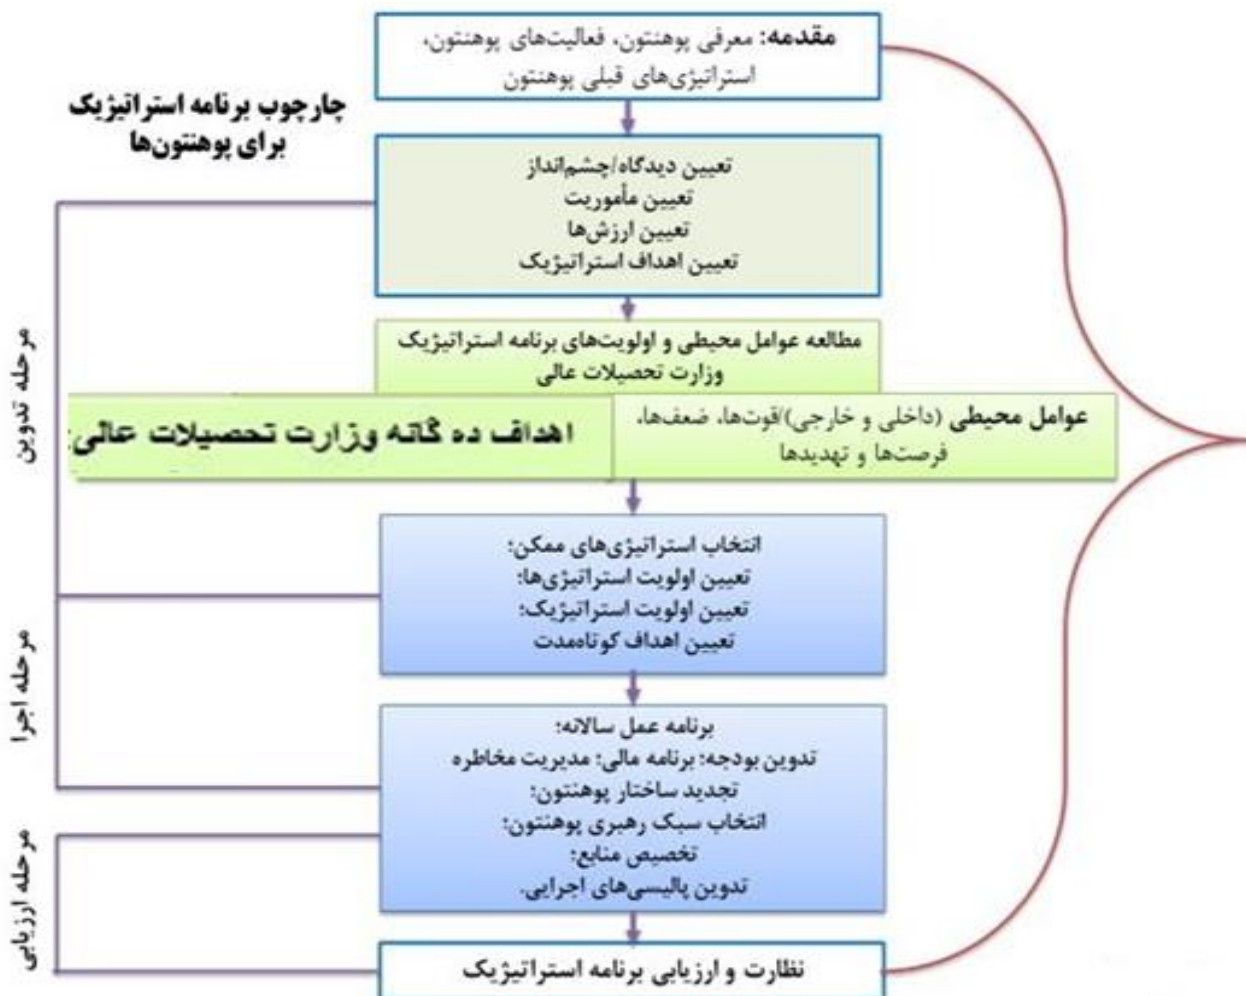 مقدمه: معرفی پوهنتون، فعالیت‌های پوهنتون،
استراتیژی‌های قبلی پوهنتون
چارچوب برنامه استراتیژیک
برای پوهنتون‌ها
تعیین دیدگاه/چشم‌انداز
تعیین مأموریت
تعیین ارزش‌ها
تعیین اهداف استراتیژیک
مطالعه عوامل محیطی و اولویت‌های برنامه استراتیژیک
وزارت تحصیلات عالی
عوامل محیطی (داخلی و خارجی)/قوت‌ها، ضعف‌ها،
فرصت‌ها و تهدیدها
اهداف ده گانه وزارت تحصیلات عالی:
انتخاب استراتیژی‌های ممکن؛
تعیین اولویت استراتیژی‌ها؛
تعیین اولویت استراتیژیک؛
تعیین اهداف کوتاه‌مدت
برنامه عمل سالانه؛
تدوین بودجه؛ برنامه مالی؛ مدیریت مخاطره
تجدید ساختار پوهنتون؛
انتخاب سبک رهبری پوهنتون؛
تخصیص منابع؛
تدوین پالیسی‌های اجرایی.
نظارت و ارزیابی برنامه استراتیژیک
مرحله تدوین
مرحله اجرا
مرحله ارزیابی